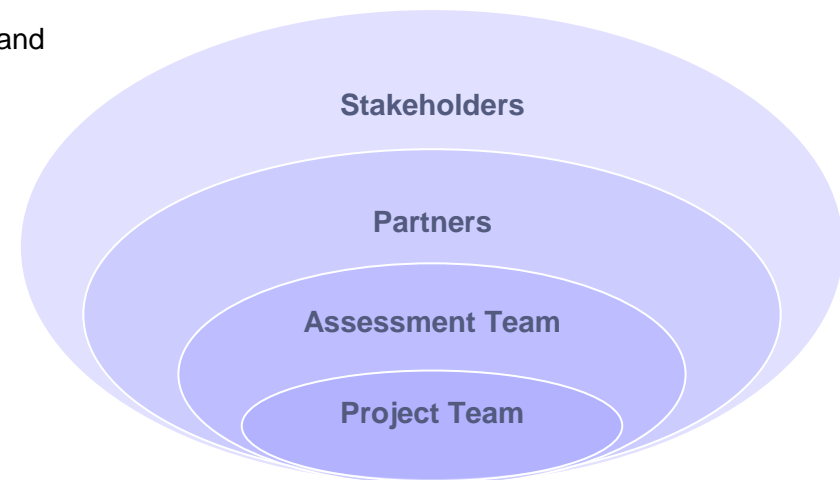 and
Stakeholders
Partners
Assessment Team
Project Team